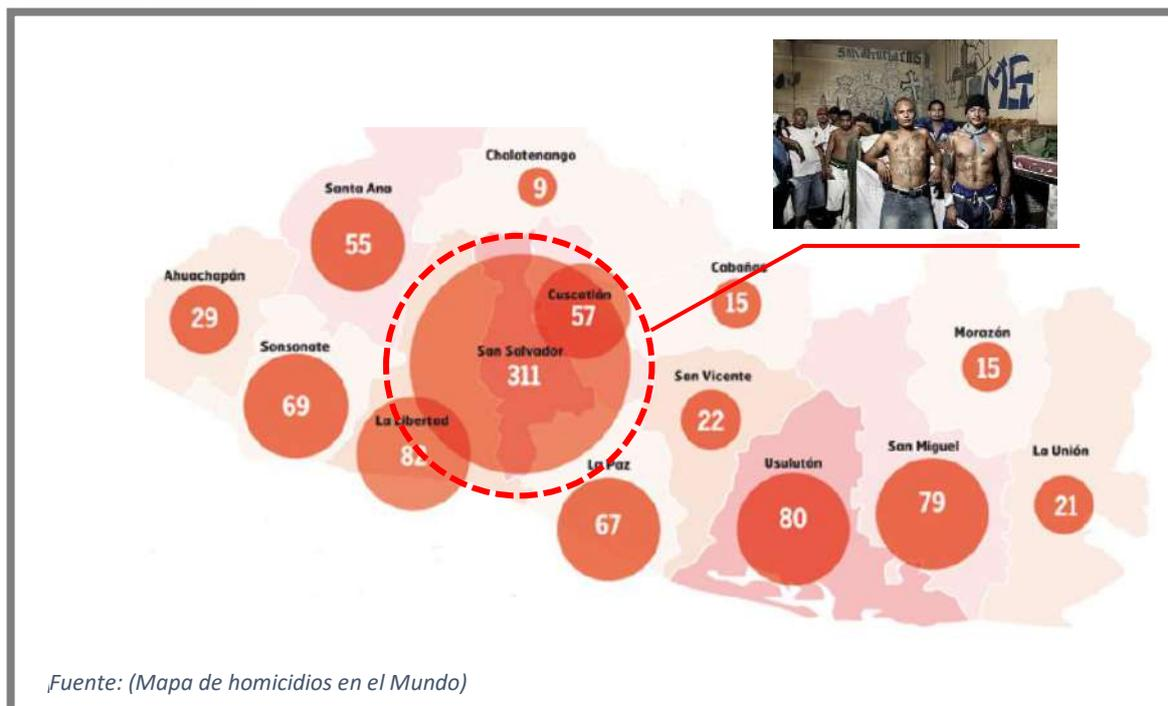 Chalatenango
9
Santa Ana
55
Ahuachapán
29
Cabañas
15
Cuscatlán
57
Morazón
15
Sonsonate
69
San Salvador
311
San Vicente
22
La Libertad
82
La Paz
67
Usulután
80
San Miguel
79
La Unión
21
MS
Fuente: (Mapa de homicidios en el Mundo)